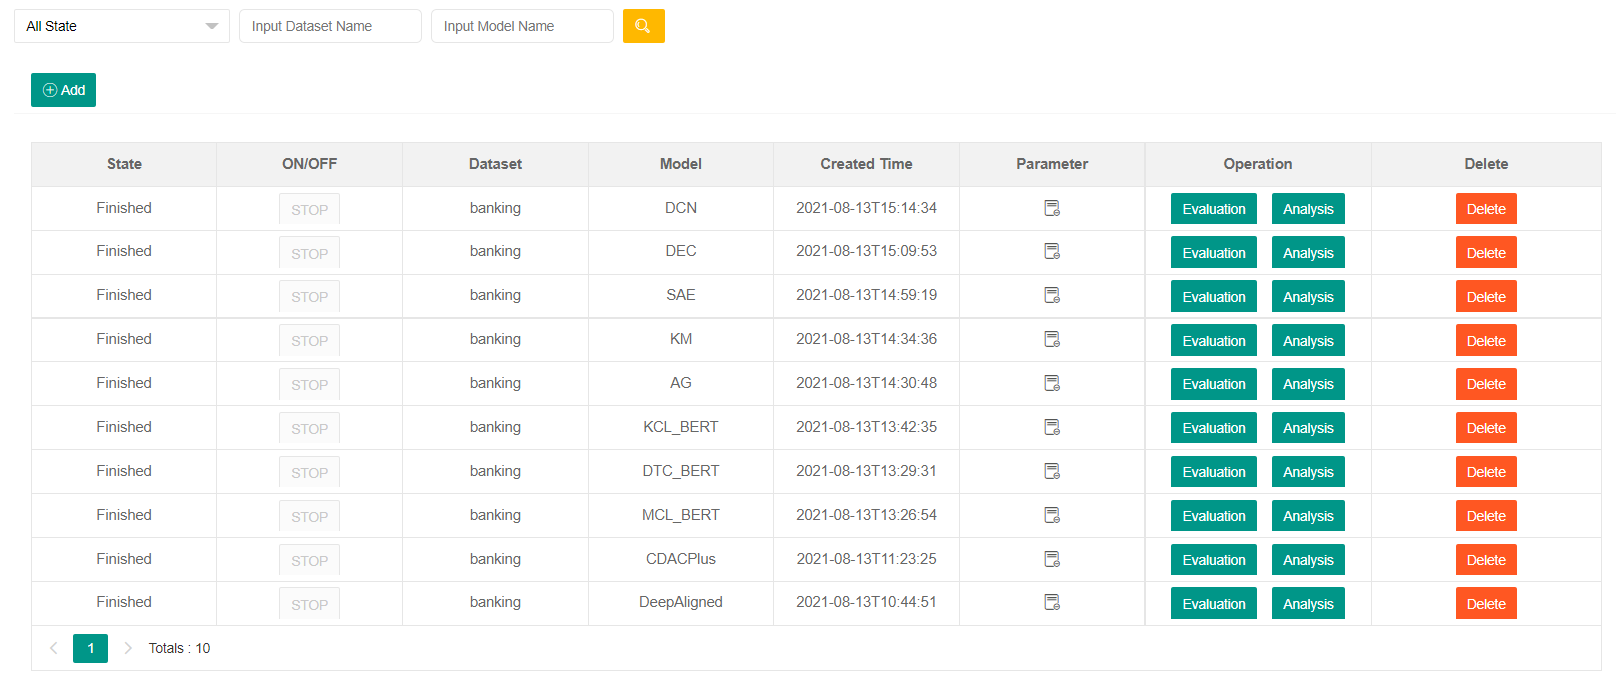 All State Input Dataset Name Input Model Name
Add
State ON/OFF Dataset Model Created Time Parameter Operation Delete
Finished STOP banking DCN 2021-08-13T15:14:34 Evaluation Analysis Delete
Finished STOP banking DEC 2021-08-13T15:09:53 Evaluation Analysis Delete
Finished STOP banking SAE 2021-08-13T14:59:19 Evaluation Analysis Delete
Finished STOP banking KM 2021-08-13T14:34:36 Evaluation Analysis Delete
Finished STOP banking AG 2021-08-13T14:30:48 Evaluation Analysis Delete
Finished STOP banking KCL_BERT 2021-08-13T13:42:35 Evaluation Analysis Delete
Finished STOP banking DTC_BERT 2021-08-13T13:29:31 Evaluation Analysis Delete
Finished STOP banking MCL_BERT 2021-08-13T13:26:54 Evaluation Analysis Delete
Finished STOP banking CDACPlus 2021-08-13T11:23:25 Evaluation Analysis Delete
Finished STOP banking DeepAligned 2021-08-13T10:44:51 Evaluation Analysis Delete
1 Totals : 10